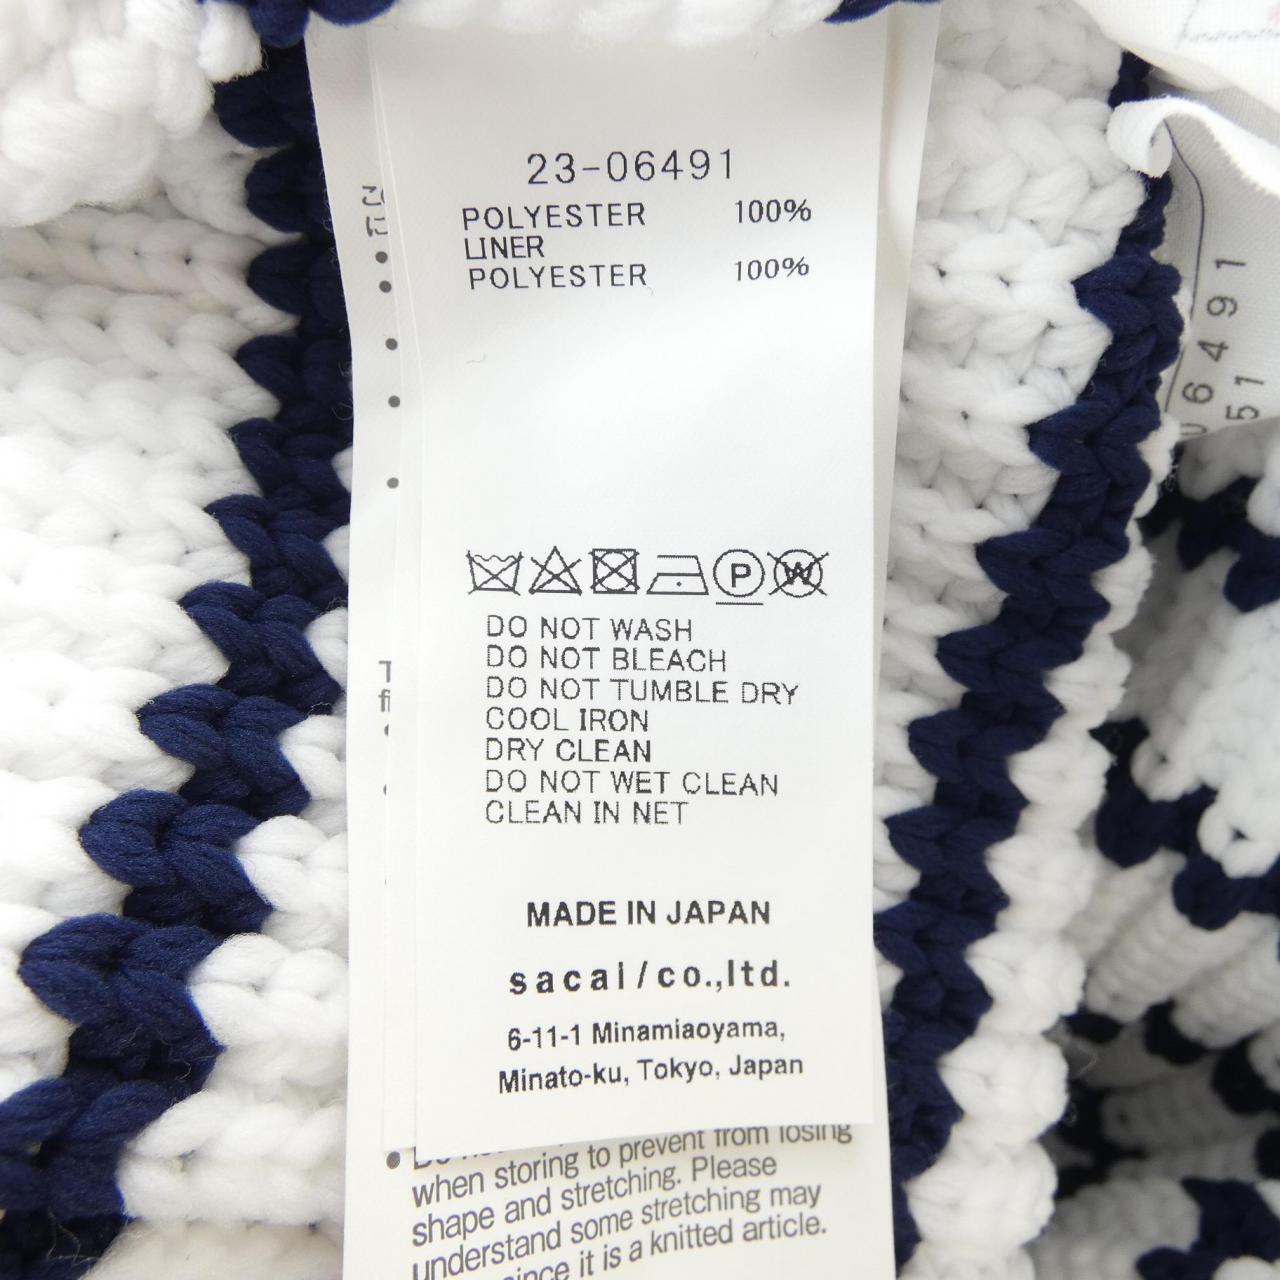 23-06491
POLYESTER 100%
LINER
POLYESTER 100%
P W
DO NOT WASH
DO NOT BLEACH
DO NOT TUMBLE DRY
COOL IRON
DRY CLEAN
DO NOT WET CLEAN
CLEAN IN NET
MADE IN JAPAN
sacai/co.,ltd.
6-11-1 Minamiaoyama,
Minato-ku, Tokyo, Japan
when storing to prevent from losing
shape and stretching. Please
understand some stretching may
since it is a knitted article.
06491
51